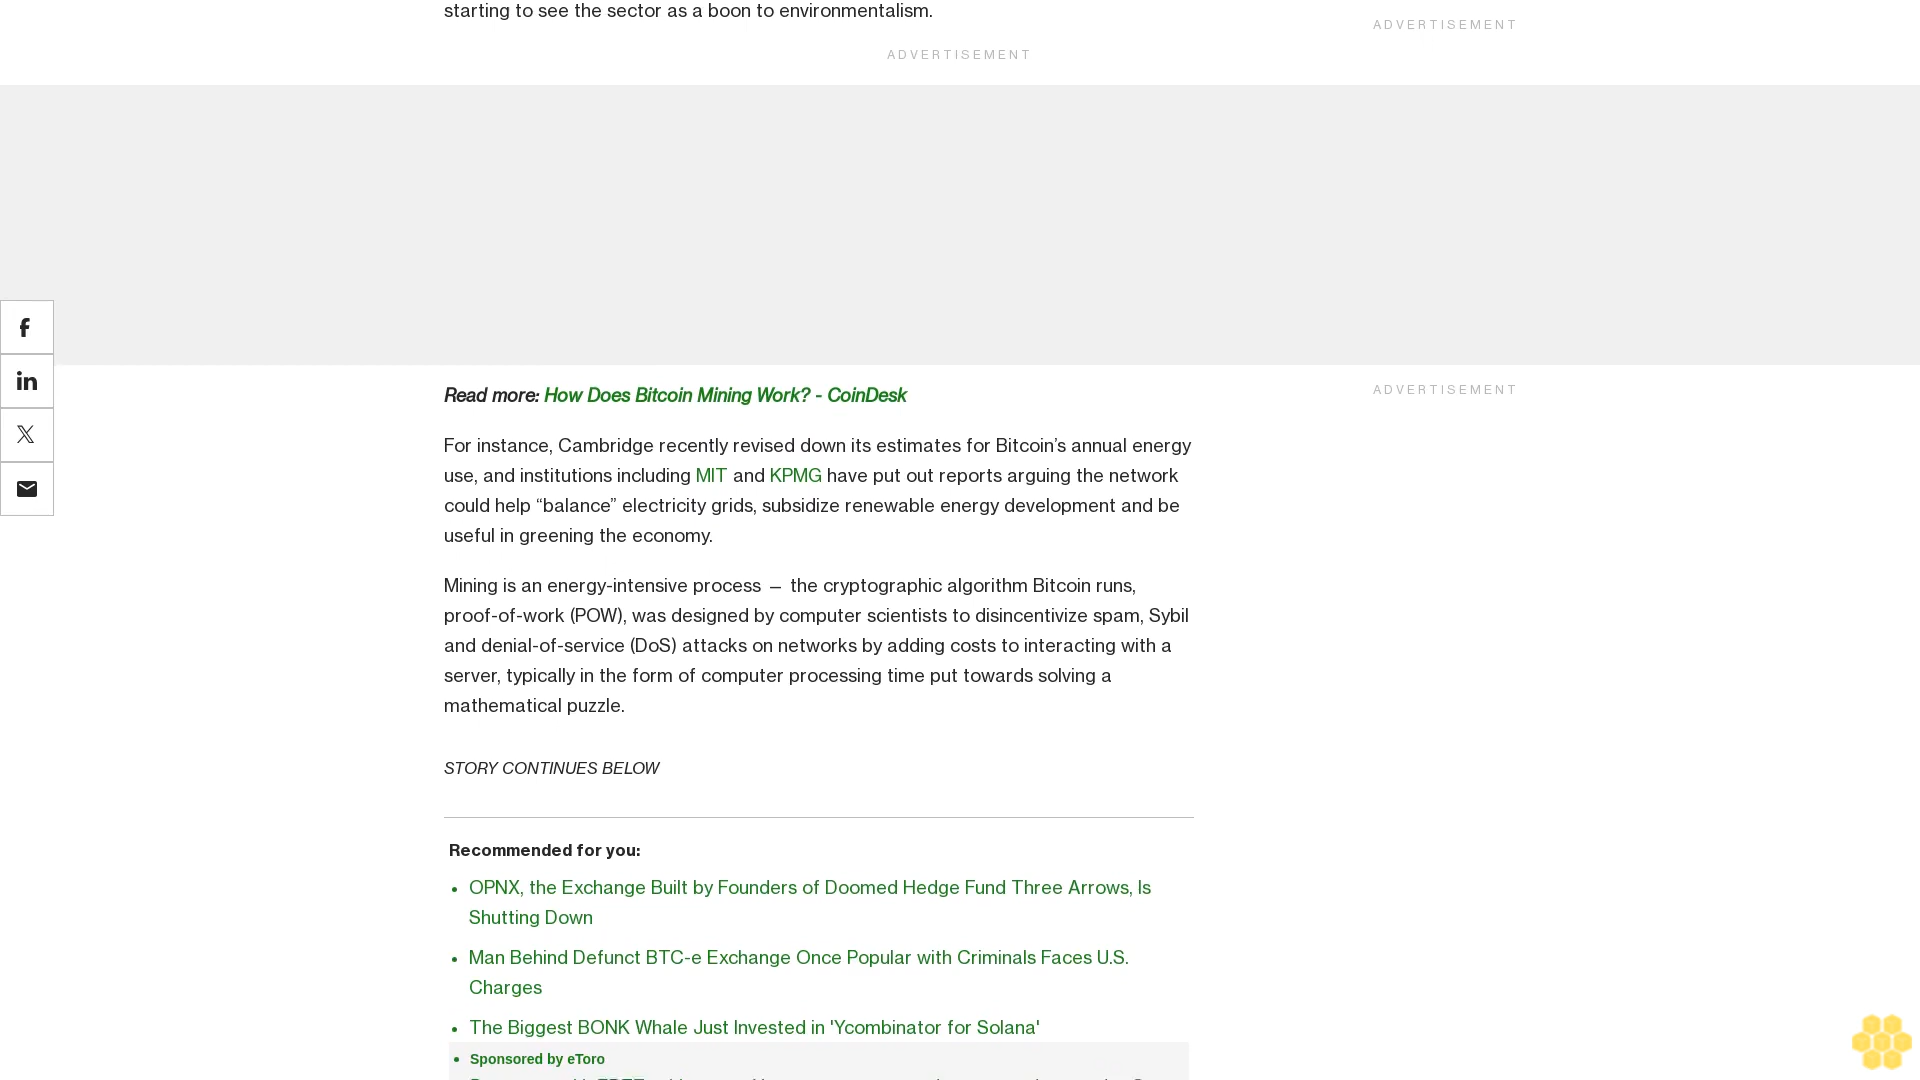 starting to see the sector as a boon to environmentalism.
ADVERTISEMENT
ADVERTISEMENT
Read more: How Does Bitcoin Mining Work? - CoinDesk
ADVERTISEMENT
For instance, Cambridge recently revised down its estimates for Bitcoin’s annual energy
use, and institutions including MIT and KPMG have put out reports arguing the network
could help “balance” electricity grids, subsidize renewable energy development and be
useful in greening the economy.
Mining is an energy-intensive process — the cryptographic algorithm Bitcoin runs,
proof-of-work (POW), was designed by computer scientists to disincentivize spam, Sybil
and denial-of-service (DoS) attacks on networks by adding costs to interacting with a
server, typically in the form of computer processing time put towards solving a
mathematical puzzle.
STORY CONTINUES BELOW
Recommended for you:
• OPNX, the Exchange Built by Founders of Doomed Hedge Fund Three Arrows, Is
Shutting Down
• Man Behind Defunct BTC-e Exchange Once Popular with Criminals Faces U.S.
Charges
• The Biggest BONK Whale Just Invested in 'Ycombinator for Solana'
• Sponsored by eToro